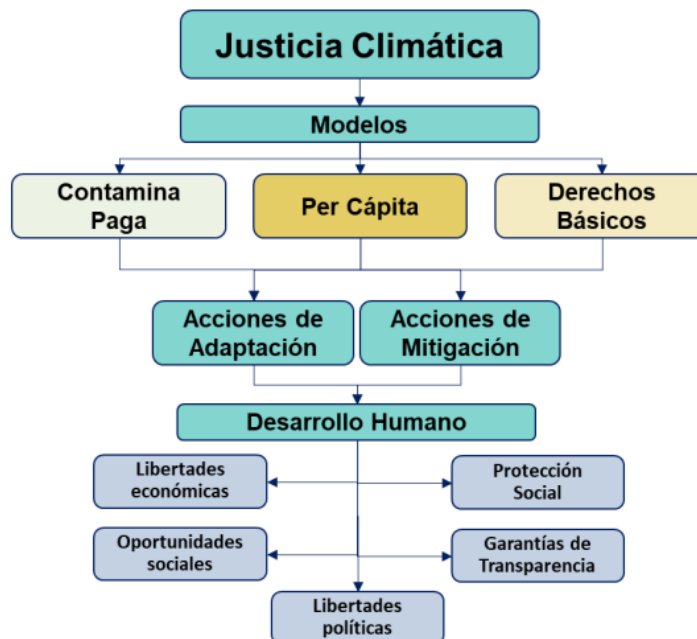 Justicia Climática
Modelos
Contamina
Paga
Per Cápita
Derechos
Básicos
Acciones de
Adaptación
Acciones de
Mitigación
Desarrollo Humano
Libertades
económicas
Protección
Social
Oportunidades
sociales
Garantías de
Transparencia
Libertades
políticas